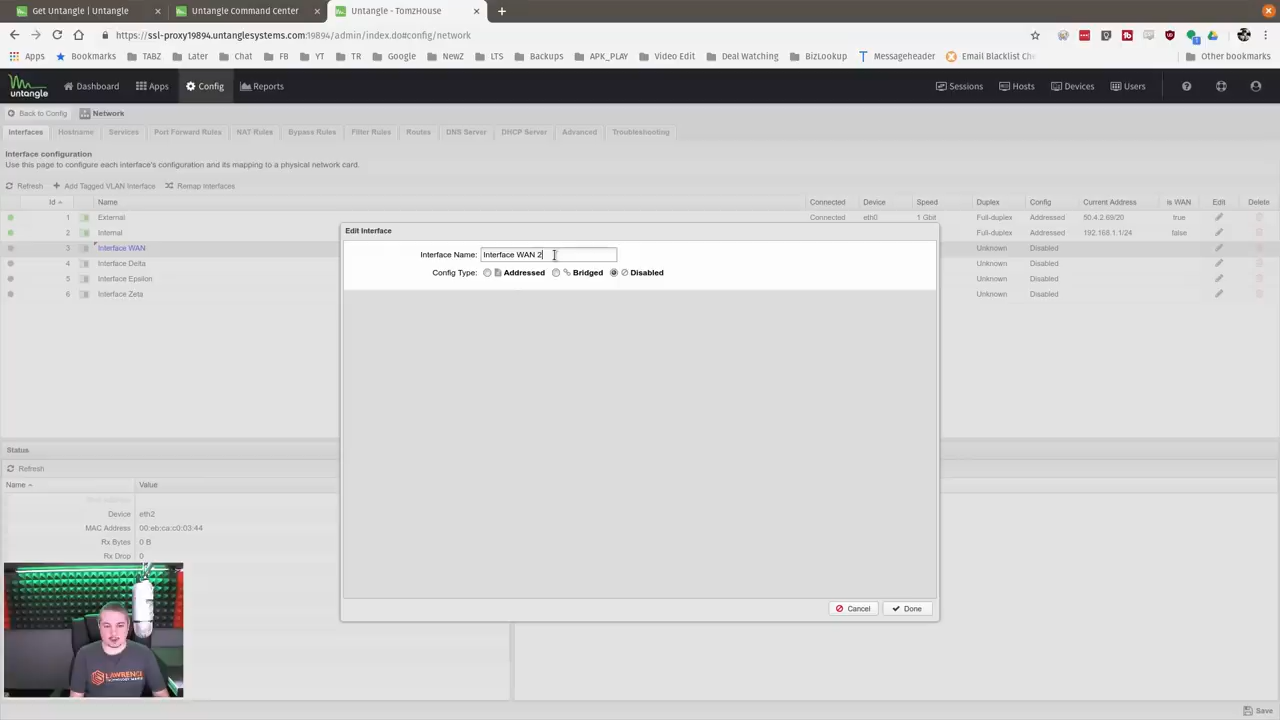 Get Untangle
Untangle Command Center
Untangle - TomzHouse
https://ssl-proxy19894.untanglesystems.com:19894/admin/index.do#config/network
Apps
Bookmarks
TABZ
Later
Chat
FB
YT
TR
Google
NewZ
LTS
Backups
APK_PLAY
Video Edit
Deal Watching
BizLookup
Messageheader
Email Blacklist Che
Other bookmarks
untangle
Dashboard
Apps
Config
Reports
Sessions
Hosts
Devices
Users
Back to Config
Network
Interfaces
Hostname
Services
Port Forward Rules
NAT Rules
Bypass Rules
Filter Rules
Routes
DNS Server
DHCP Server
Advanced
Troubleshooting
Interface configuration
Use this page to configure each interface's configuration and its mapping to a physical network card.
Refresh
Add Tagged VLAN Interface
Remap Interfaces
Id Name Connected Device Speed Duplex Config Current Address is WAN Edit Delete
1 External Connected eth0 1 Gbit Full-duplex Addressed 50.4.2.69/20 true
2 Internal Full-duplex Addressed 192.168.1.1/24 false
3 Interface WAN Unknown Disabled
4 Interface Delta Unknown Disabled
5 Interface Epsilon Unknown Disabled
6 Interface Zeta Unknown Disabled
Edit Interface
Interface Name: Interface WAN 2
Config Type: Addressed Bridged Disabled
Cancel
Done
Status
Refresh
Name Value
Device eth2
MAC Address 00:eb:ca:c0:03:44
Rx Bytes 0 B
Rx Drop 0
LAWRENCE
Save